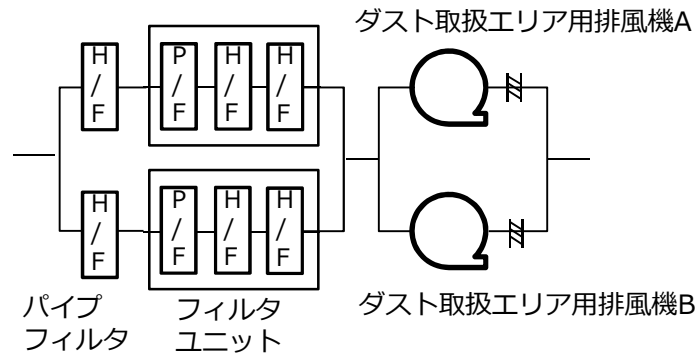 ダスト取扱エリア用排風機A
H/F
P/F
H/F
H/F
H/F
P/F
H/F
H/F
パイプ
フィルタ
フィルタ
ユニット
ダスト取扱エリア用排風機B